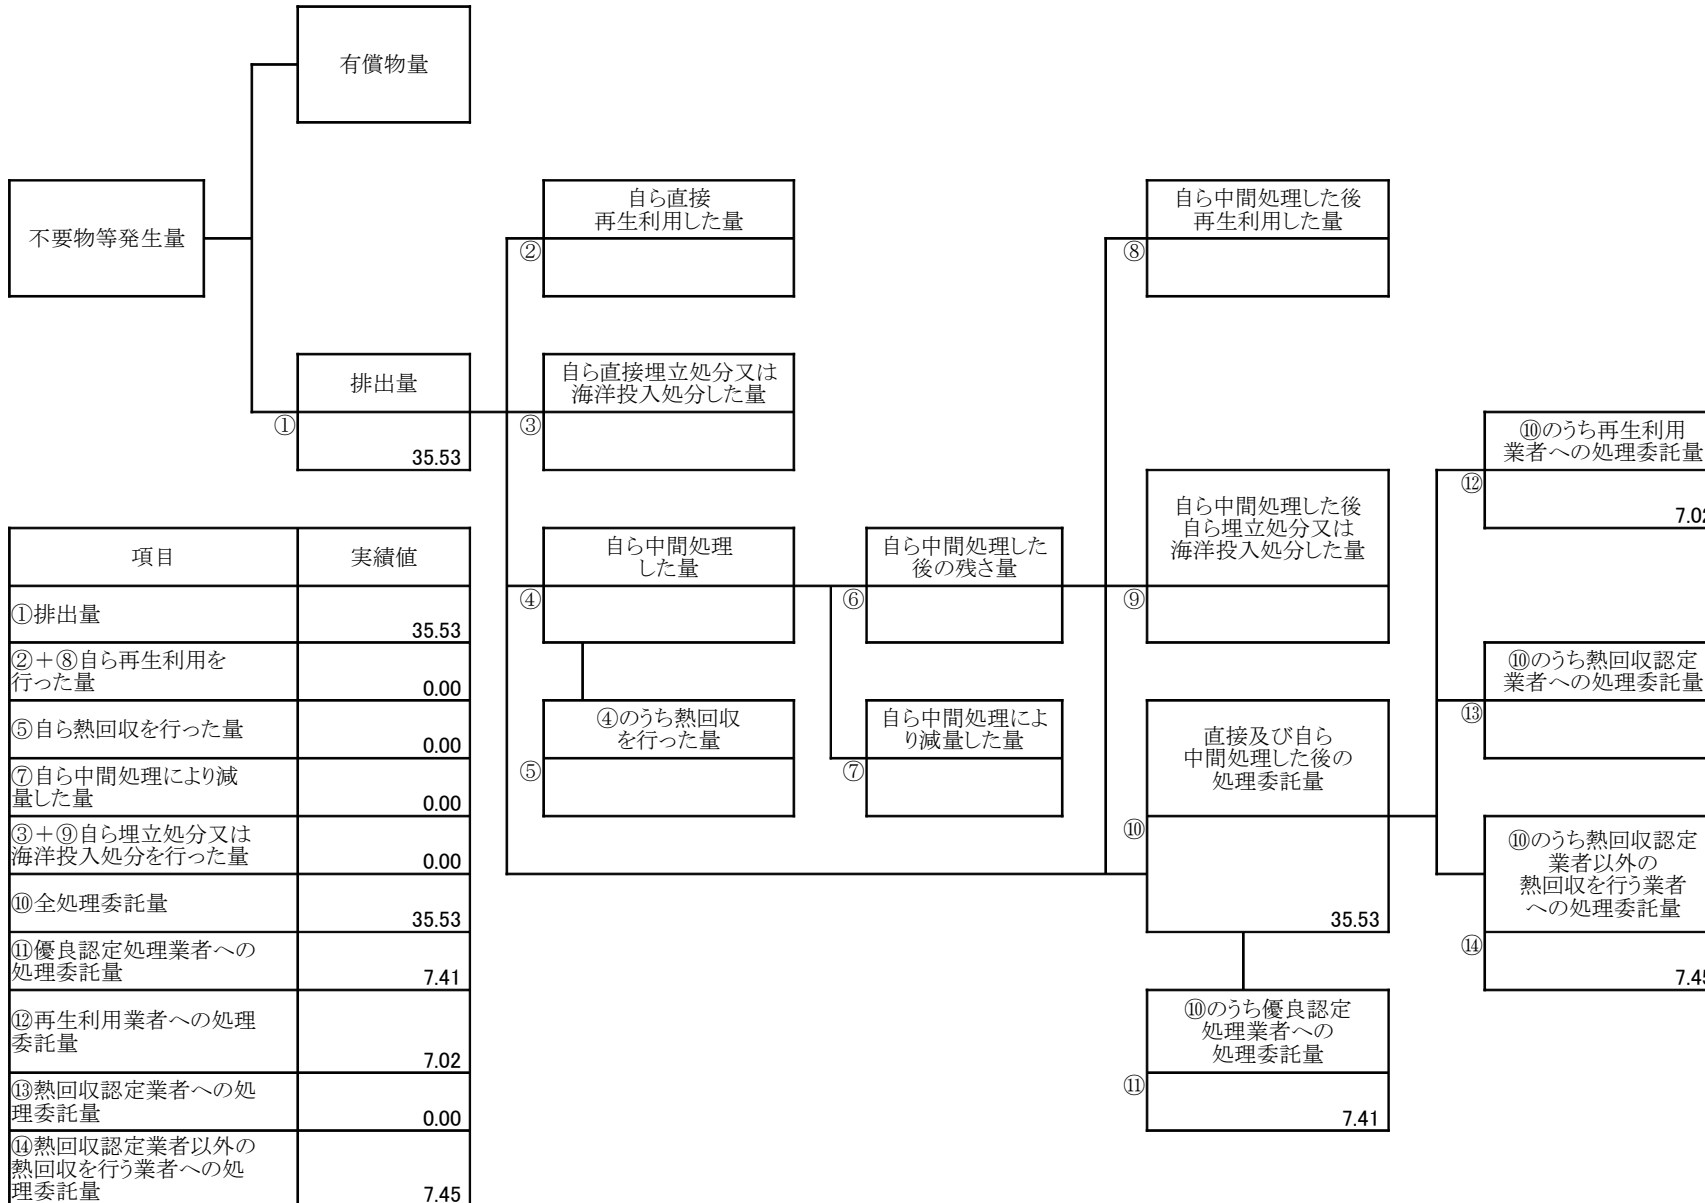 有償物量
不要物等発生量
自ら直接
再生利用した量
②
自ら中間処理した後
再生利用した量
⑧
排出量
①
35.53
自ら直接埋立処分又は
海洋投入処分した量
③
⑩のうち再生利用
業者への処理委託量
⑫
7.02
自ら中間処理
した量
④
自ら中間処理した
後の残さ量
⑥
自ら中間処理した後
自ら埋立処分又は
海洋投入処分した量
⑨
⑩のうち熱回収認定
業者への処理委託量
⑬
④のうち熱回収
を行った量
⑤
自ら中間処理によ
り減量した量
⑦
直接及び自ら
中間処理した後の
処理委託量
⑩
35.53
⑩のうち熱回収認定
業者以外の
熱回収を行う業者
への処理委託量
⑭
7.45
⑩のうち優良認定
処理業者への
処理委託量
⑪
7.41
項目 実績値
①排出量
35.53
②+⑧自ら再生利用を
行った量
0.00
⑤自ら熱回収を行った量
0.00
⑦自ら中間処理により減
量した量
0.00
③+⑨自ら埋立処分又は
海洋投入処分を行った量
0.00
⑩全処理委託量
35.53
⑪優良認定処理業者への
処理委託量
7.41
⑫再生利用業者への処理
委託量
7.02
⑬熱回収認定業者への処
理委託量
0.00
⑭熱回収認定業者以外の
熱回収を行う業者への処
理委託量
7.45